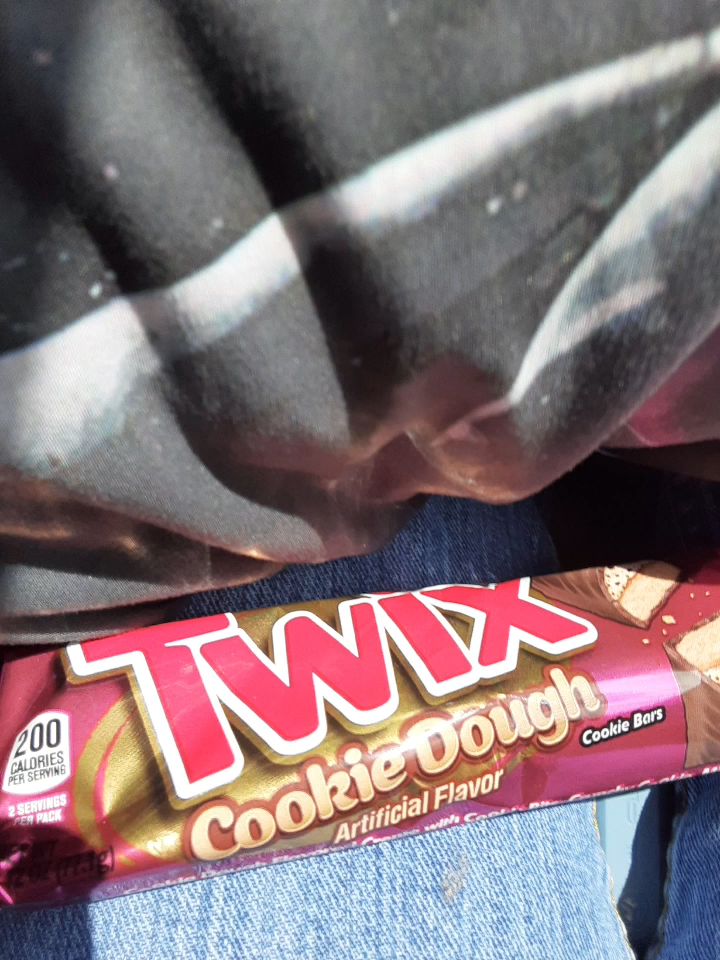 TWIX
Cookie Dough
Artificial Flavor
Cookie Bars
200
CALORIES
PER SERVING
2 SERVINGS
PER PACK